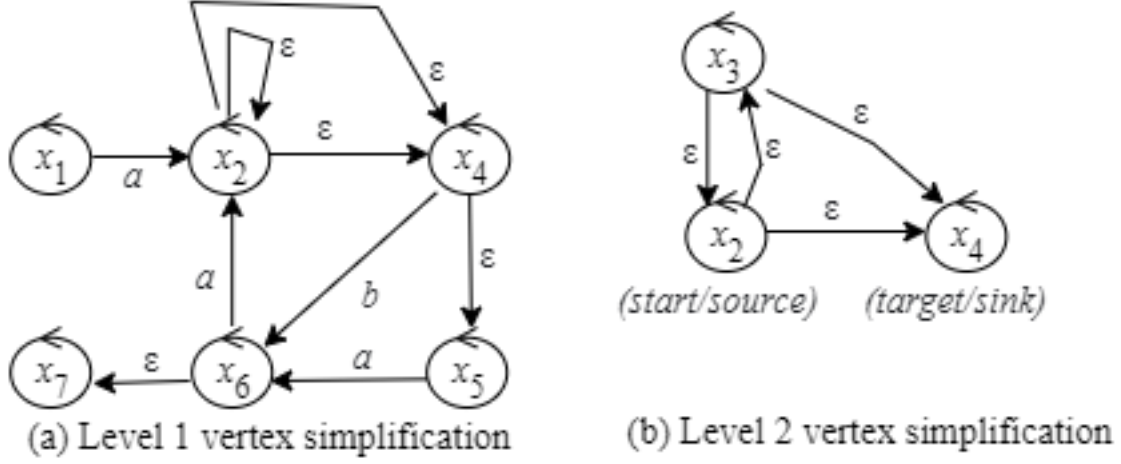 ε
ε
x₁
a
x₂
ε
x₄
a
b
ε
x₇
ε
x₆
a
x₅
(a) Level 1 vertex simplification
x₃
ε
ε
ε
x₂
ε
x₄
(start/source)
(target/sink)
(b) Level 2 vertex simplification